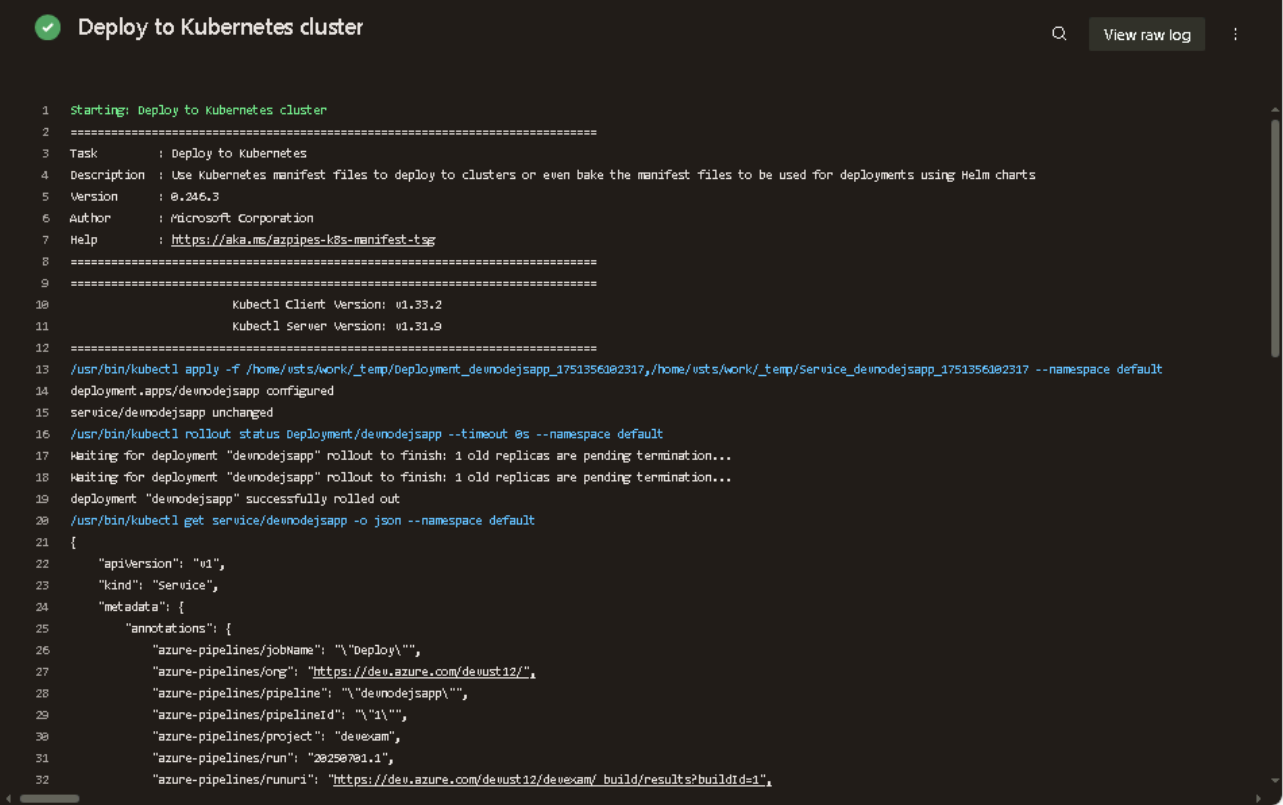 Deploy to Kubernetes cluster
View raw log
1 Starting: Deploy to Kubernetes cluster
2 ==============================================================================
3 Task         : Deploy to Kubernetes
4 Description  : Use Kubernetes manifest files to deploy to clusters or even bake the manifest files to be used for deployments using Helm charts
5 Version      : 0.246.3
6 Author       : Microsoft Corporation
7 Help         : https://aka.ms/azpipes-k8s-manifest-tsg
8 ==============================================================================
9 ==============================================================================
10 Kubectl Client Version: v1.33.2
11 Kubectl Server Version: v1.31.9
12 ==============================================================================
13 /usr/bin/kubectl apply -f /home/vsts/work/_temp/Deployment_devnodejsapp_1751356102317,/home/vsts/work/_temp/Service_devnodejsapp_1751356102317 --namespace default
14 deployment.apps/devnodejsapp configured
15 service/devnodejsapp unchanged
16 /usr/bin/kubectl rollout status Deployment/devnodejsapp --timeout 0s --namespace default
17 Waiting for deployment "devnodejsapp" rollout to finish: 1 old replicas are pending termination...
18 Waiting for deployment "devnodejsapp" rollout to finish: 1 old replicas are pending termination...
19 deployment "devnodejsapp" successfully rolled out
20 /usr/bin/kubectl get service/devnodejsapp -o json --namespace default
21 {
22     "apiVersion": "v1",
23     "kind": "Service",
24     "metadata": {
25         "annotations": {
26             "azure-pipelines/jobName": "\"Deploy\"",
27             "azure-pipelines/org": "https://dev.azure.com/devust12/",
28             "azure-pipelines/pipeline": "\"devnodejsapp\"",
29             "azure-pipelines/pipelineId": "\"1\"",
30             "azure-pipelines/project": "devexam",
31             "azure-pipelines/run": "20250701.1",
32             "azure-pipelines/runuri": "https://dev.azure.com/devust12/devexam/_build/results?buildId=1",